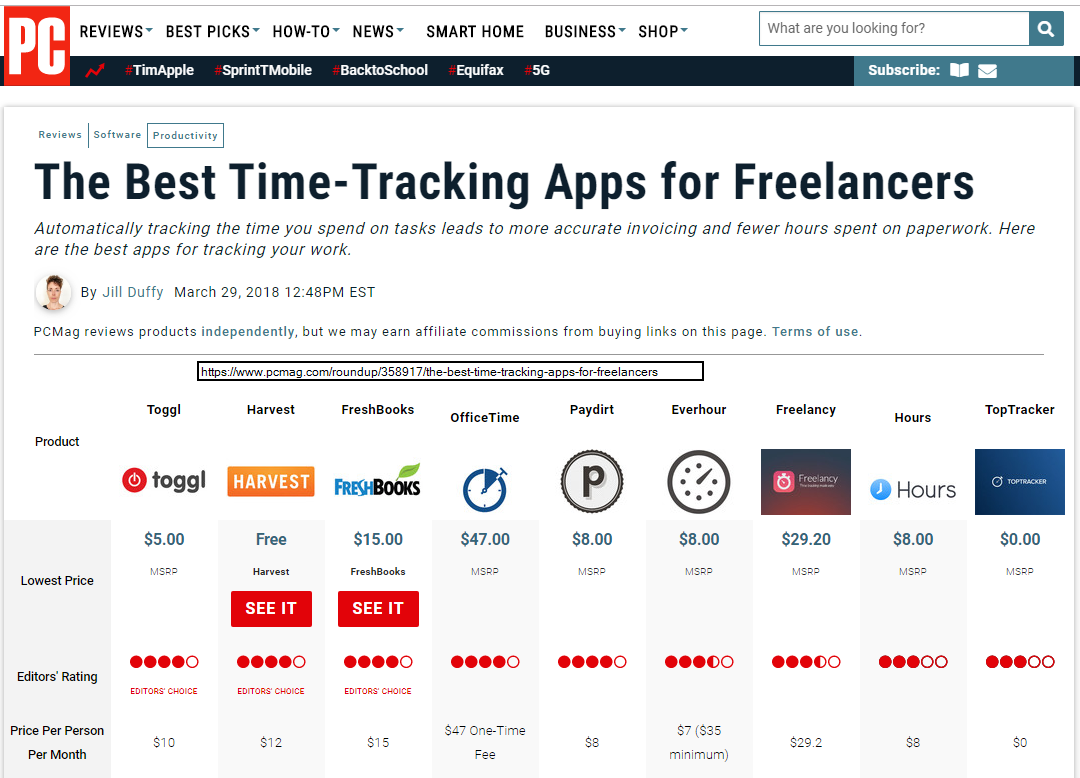 PC
REVIEWS BEST PICKS HOW-TO NEWS SMART HOME BUSINESS SHOP
What are you looking for?
#TimApple #SprintTMobile #BacktoSchool #Equifax #5G
Subscribe:
Reviews Software Productivity
The Best Time-Tracking Apps for Freelancers
Automatically tracking the time you spend on tasks leads to more accurate invoicing and fewer hours spent on paperwork. Here
are the best apps for tracking your work.
By Jill Duffy March 29, 2018 12:48PM EST
PCMag reviews products independently, but we may earn affiliate commissions from buying links on this page. Terms of use.
https://www.pcmag.com/roundup/358917/the-best-time-tracking-apps-for-freelancers
Product
Toggl Harvest FreshBooks OfficeTime Paydirt Everhour Freelancy Hours TopTracker
toggl HARVEST FRESHBOOKS P Freelancy Hours TOPTRACKER
Lowest Price
$5.00 Free $15.00 $47.00 $8.00 $8.00 $29.20 $8.00 $0.00
MSRP Harvest FreshBooks MSRP MSRP MSRP MSRP MSRP MSRP
SEE IT SEE IT
Editors' Rating
EDITORS' CHOICE EDITORS' CHOICE EDITORS' CHOICE
Price Per Person
Per Month
$10 $12 $15 $47 One-Time
Fee
$8 $7 ($35
minimum)
$29.2 $8 $0